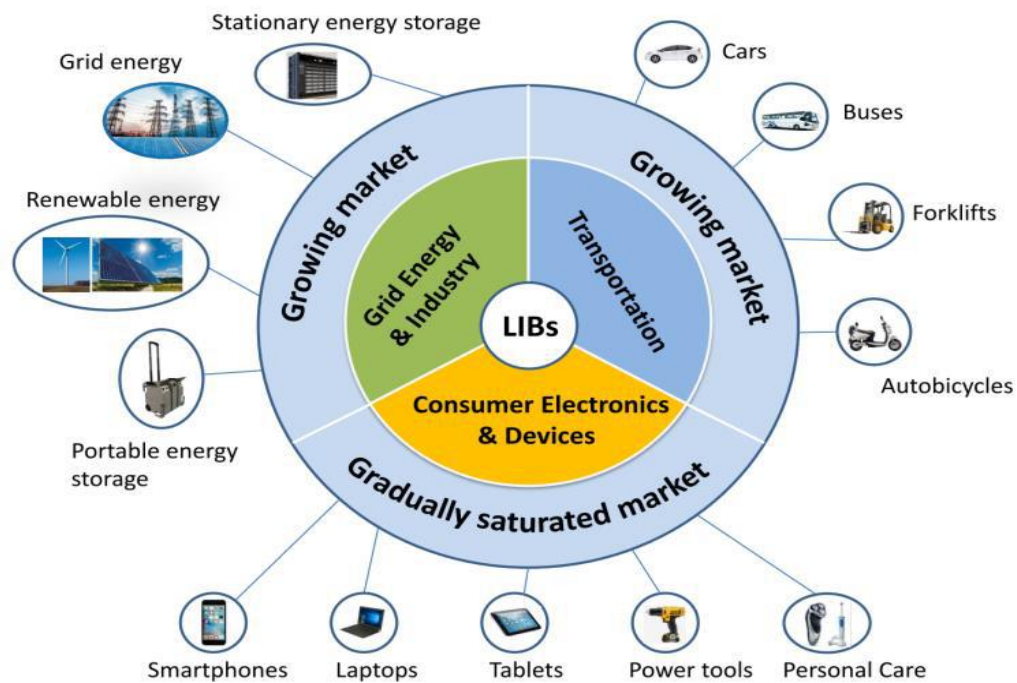 Stationary energy storage
Grid energy
Renewable energy
Portable energy
storage
Cars
Buses
Forklifts
Autobicycles
Growing market
Growing market
Gradually saturated market
Grid Energy
& Industry
Transportation
LIBs
Consumer Electronics
& Devices
Smartphones
Laptops
Tablets
Power tools
Personal Care